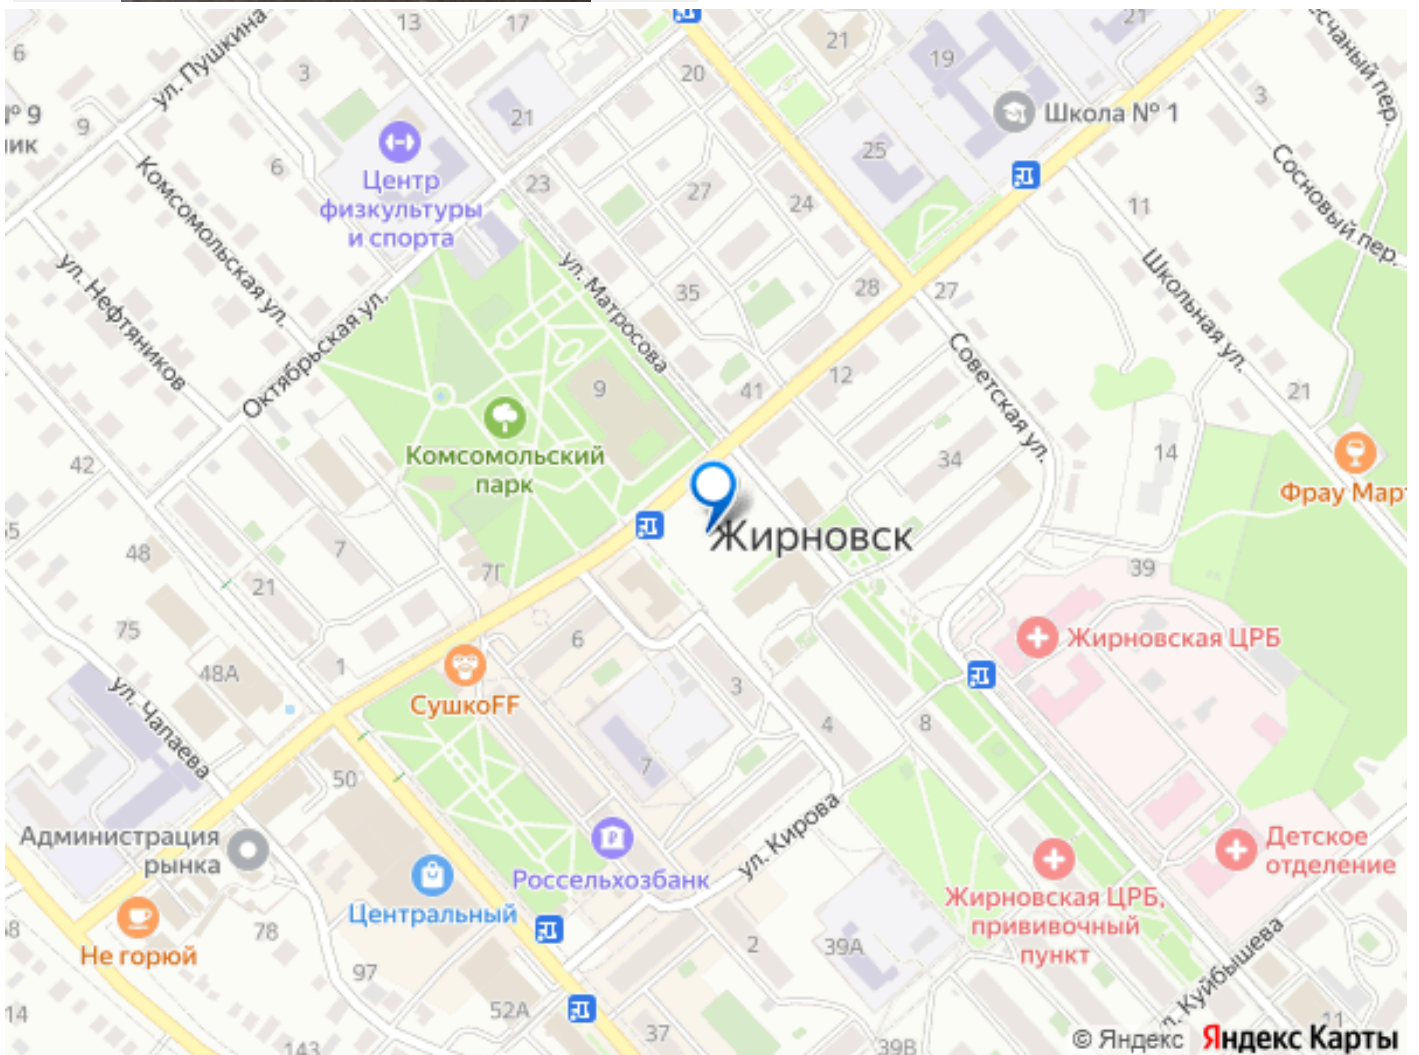 13
17
21
21
6
ул. Пушкина
3
20
19
Песчаный пер.
№ 9
9
21
Школа № 1
3
6
25
Центр
физкультуры
и спорта
23
27
24
11
Сосновый пер.
Комсомольская ул.
ул. Нефтяников
ул. Матросова
35
28
27
Школьная ул.
Октябрьская ул.
Советская ул.
9
41
12
21
Комсомольский
парк
42
34
14
Фрау Март
Жирновск
48
7
7Г
39
21
75
6
Жирновская ЦРБ
1
48А
СушкоFF
3
ул. Чапаева
4
8
7
50
ул. Кирова
Администрация
рынка
Детское
отделение
Россельхозбанк
Центральный
Жирновская ЦРБ,
прививочный
пункт
Не горюй
78
2
39А
97
ул. Куйбышева
14
52А
37
11
143
39В
© Яндекс Яндекс Карты